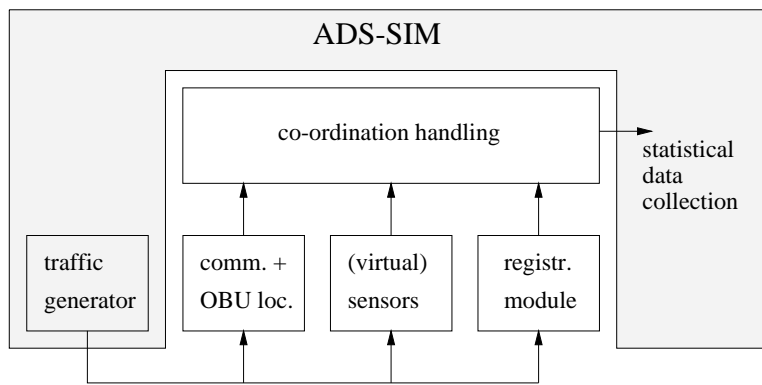 ADS-SIM
co-ordination handling
statistical
data
collection
traffic
generator
comm. +
OBU loc.
(virtual)
sensors
registr.
module